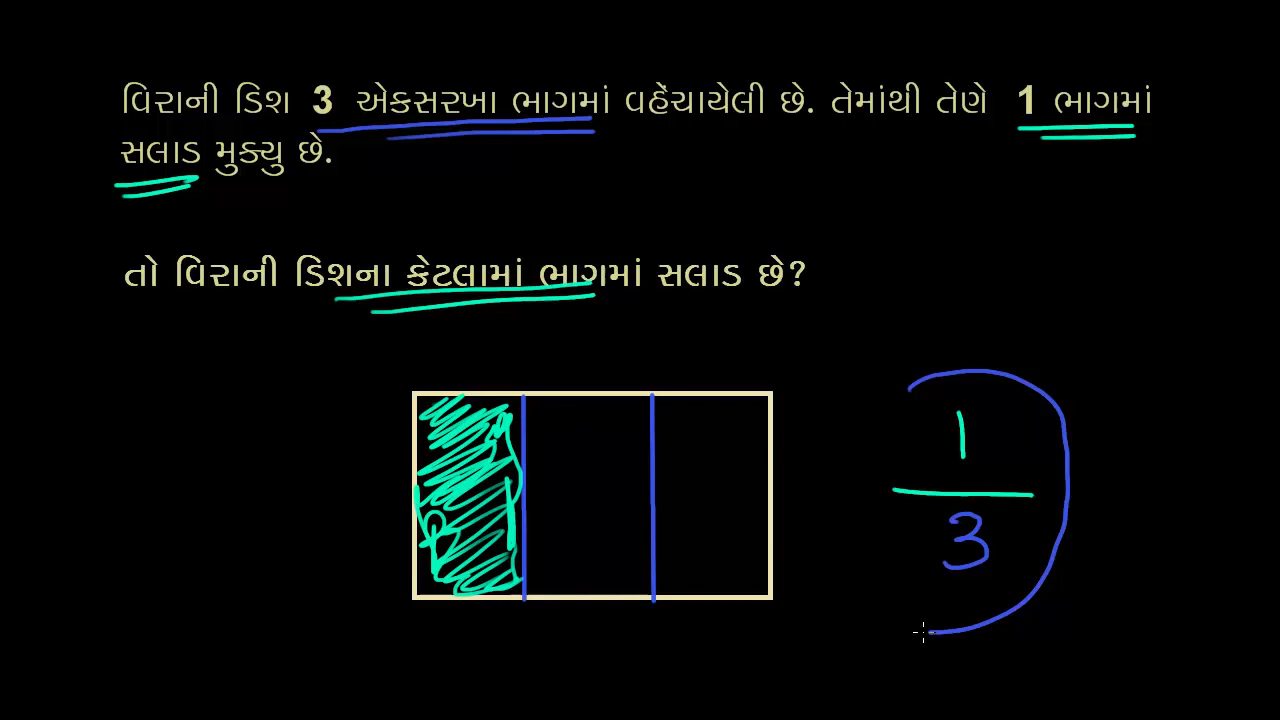 વિરાની ડિશ 3 એકસરખા ભાગમાં વહેંચાયેલી છે. તેમાંથી તેણે 1 ભાગમાં
સલાડ મુક્યુ છે.
તો વિરાની ડિશના કેટલામાં ભાગમાં સલાડ છે?
1
3